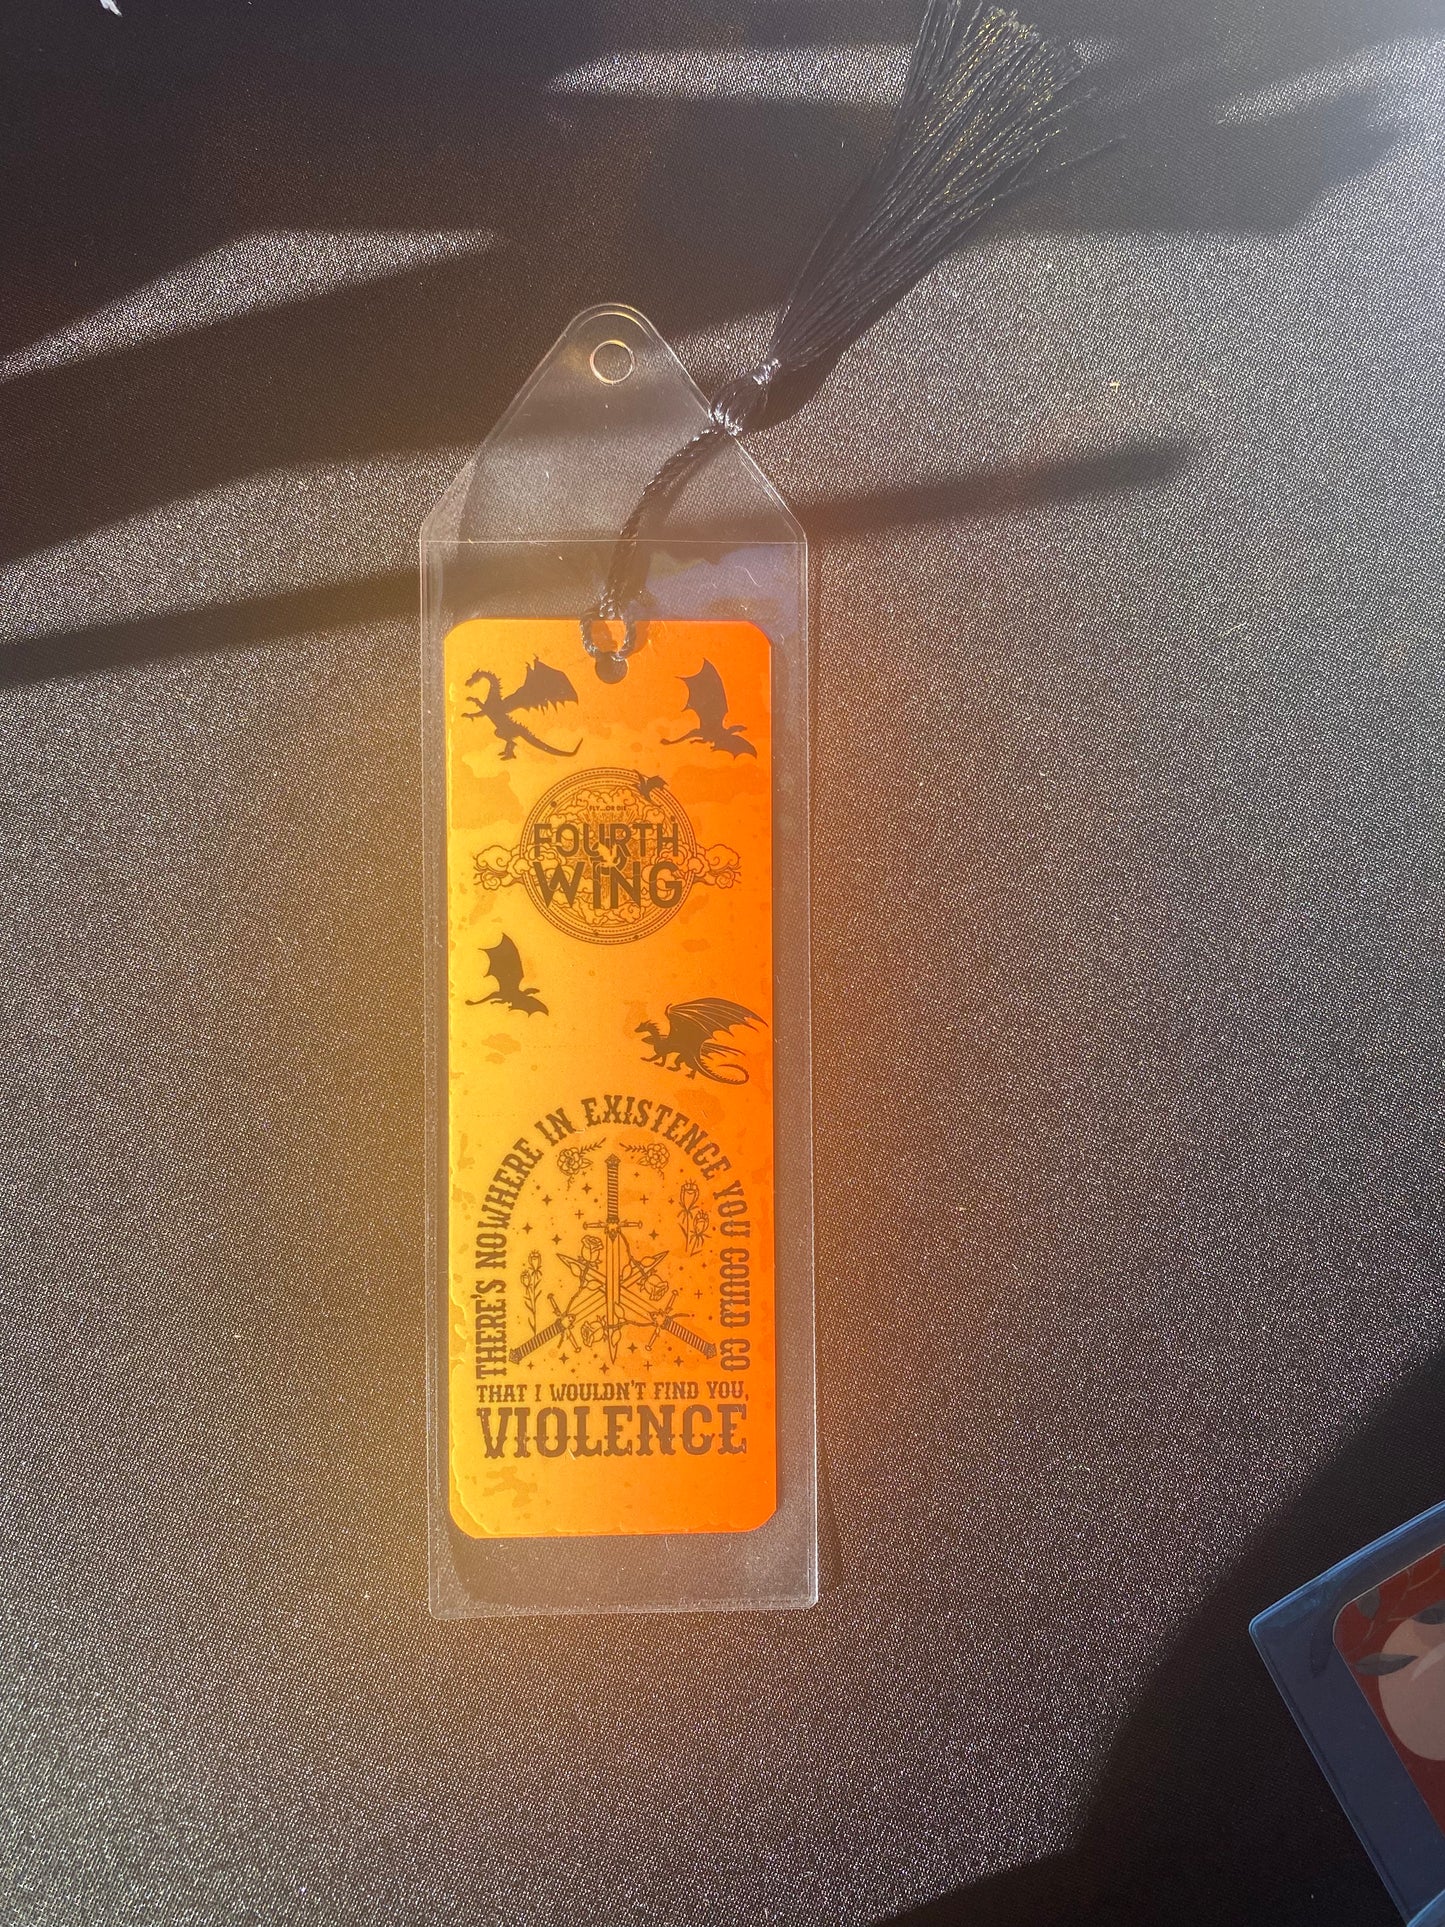 FLY...OR DIE
FOURTH
WING
THERE'S NOWHERE IN EXISTENCE YOU COULD GO
THAT I WOULDN'T FIND YOU,
VIOLENCE